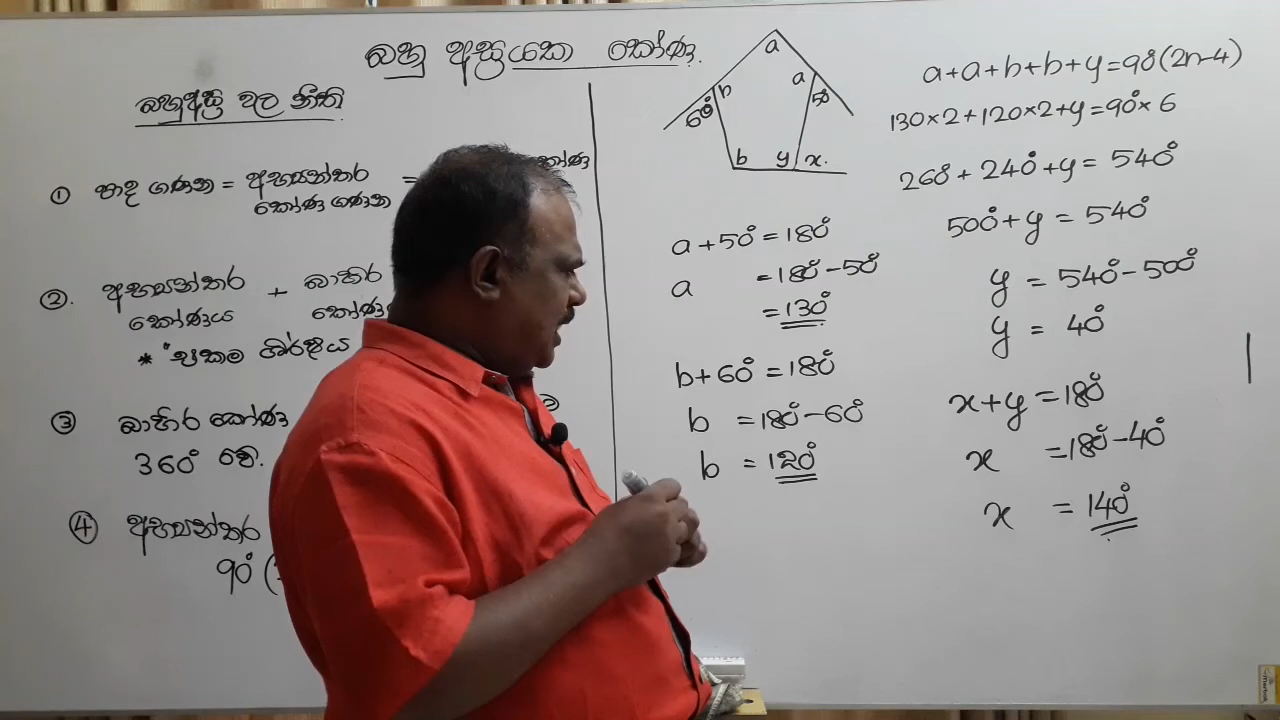 බහු අස්‍රයක කෝණ.
බහුඅස්‍ර වල නීති
① පාද ගණන = අභ්‍යන්තර =
කෝණ ගණන
කෝණ
②. අභ්‍යන්තර + බාහිර
කෝණය කෝණ
③ බාහිර කෝණ
360° වේ.
④ අභ්‍යන්තර
90° (
a
a
b
60°
50°
b y x.
a + 50° = 180°
a = 180° - 50°
= 130°
b + 60° = 180°
b = 180° - 60°
b = 120°
a + a + b + b + y = 90°(2n-4)
130×2 + 120×2 + y = 90° × 6
260° + 240° + y = 540°
500° + y = 540°
y = 540° - 500°
y = 40°
x + y = 180°
x = 180° - 40°
x = 140°